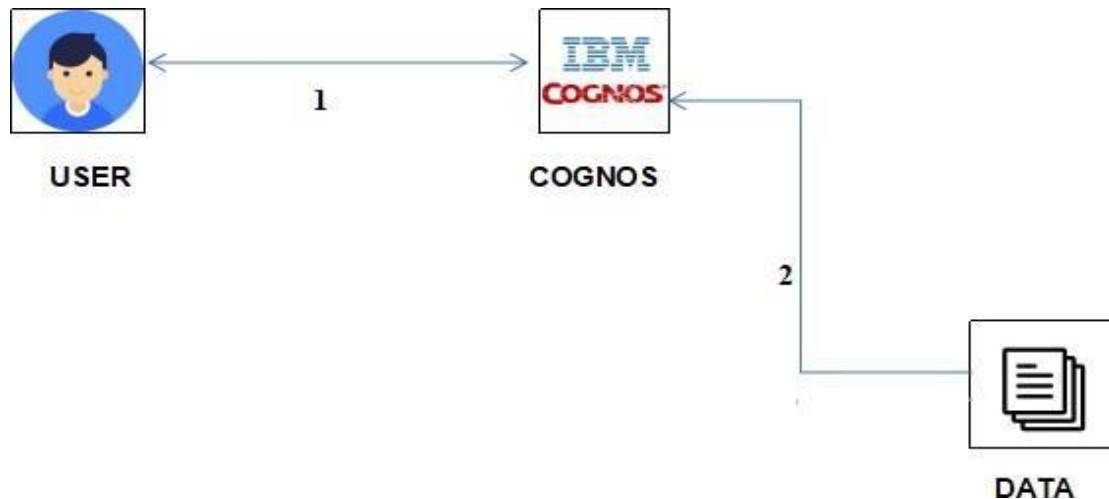 IBM
COGNOS
1
USER
COGNOS
2
DATA